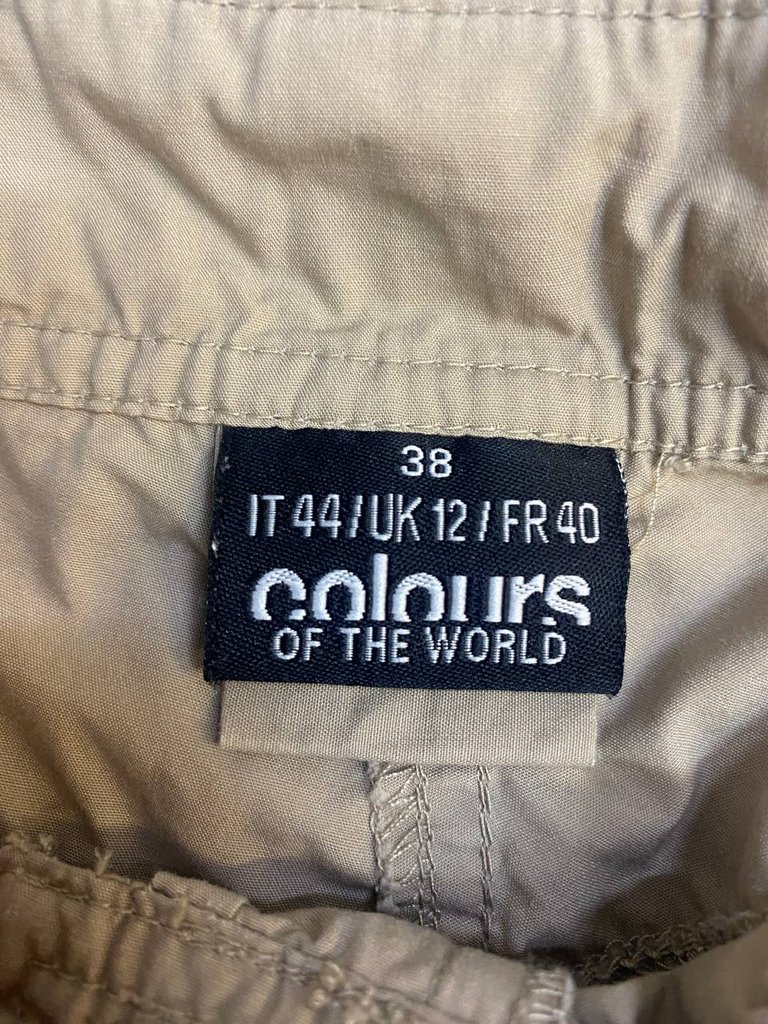 38
IT 44 / UK 12 / FR 40
colours
OF THE WORLD